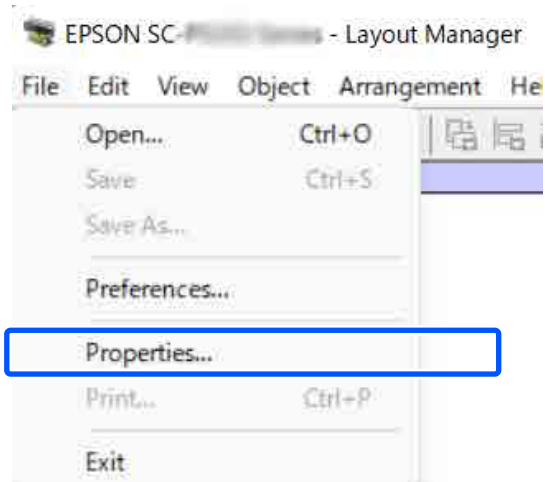 EPSON SC- - Layout Manager
File Edit View Object Arrangement He
Open... Ctrl+O
Save Ctrl+S
Save As...
Preferences...
Properties...
Print... Ctrl+P
Exit